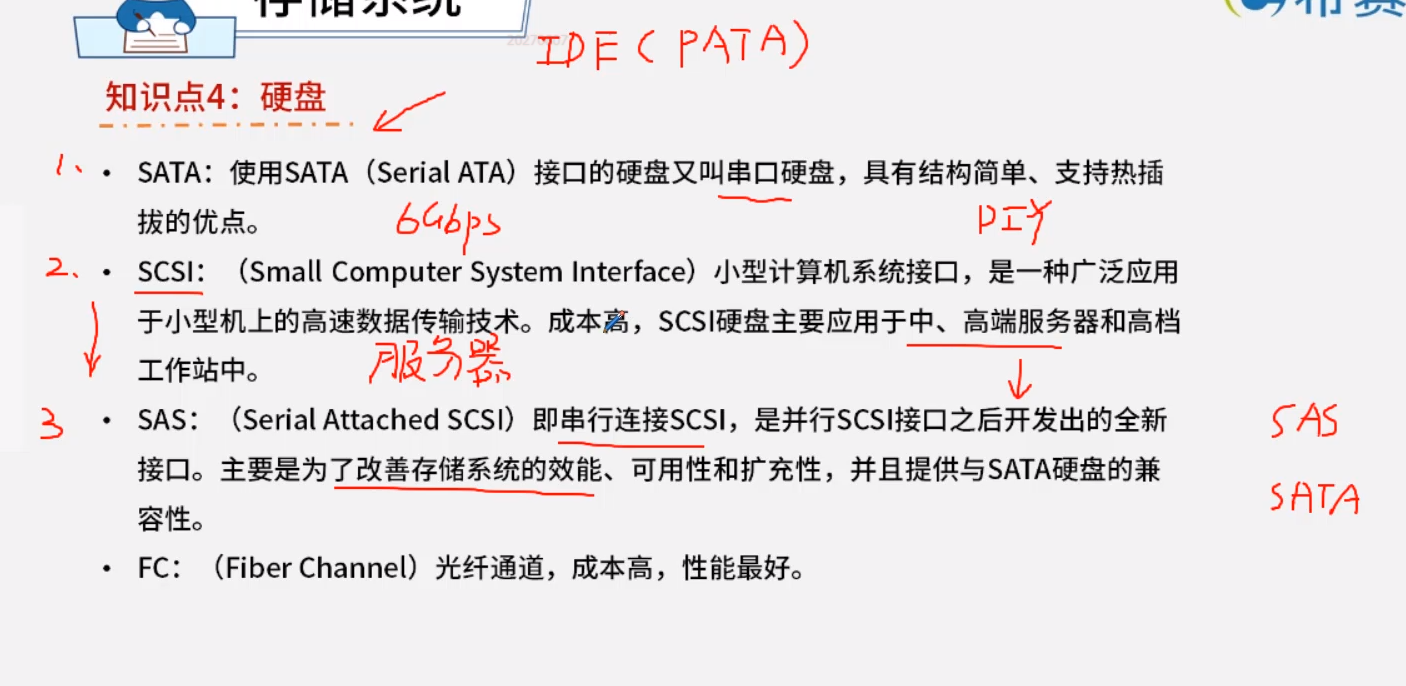 存储系统
希赛
IDE（PATA）
知识点4：硬盘
1、• SATA：使用SATA（Serial ATA）接口的硬盘又叫串口硬盘，具有结构简单、支持热插
拔的优点。
6Gbps
DIY
2、• SCSI：（Small Computer System Interface）小型计算机系统接口，是一种广泛应用
于小型机上的高速数据传输技术。成本高，SCSI硬盘主要应用于中、高端服务器和高档
工作站中。
服务器
3 • SAS：（Serial Attached SCSI）即串行连接SCSI，是并行SCSI接口之后开发出的全新
接口。主要是为了改善存储系统的效能、可用性和扩充性，并且提供与SATA硬盘的兼
容性。
SAS
SATA
• FC：（Fiber Channel）光纤通道，成本高，性能最好。